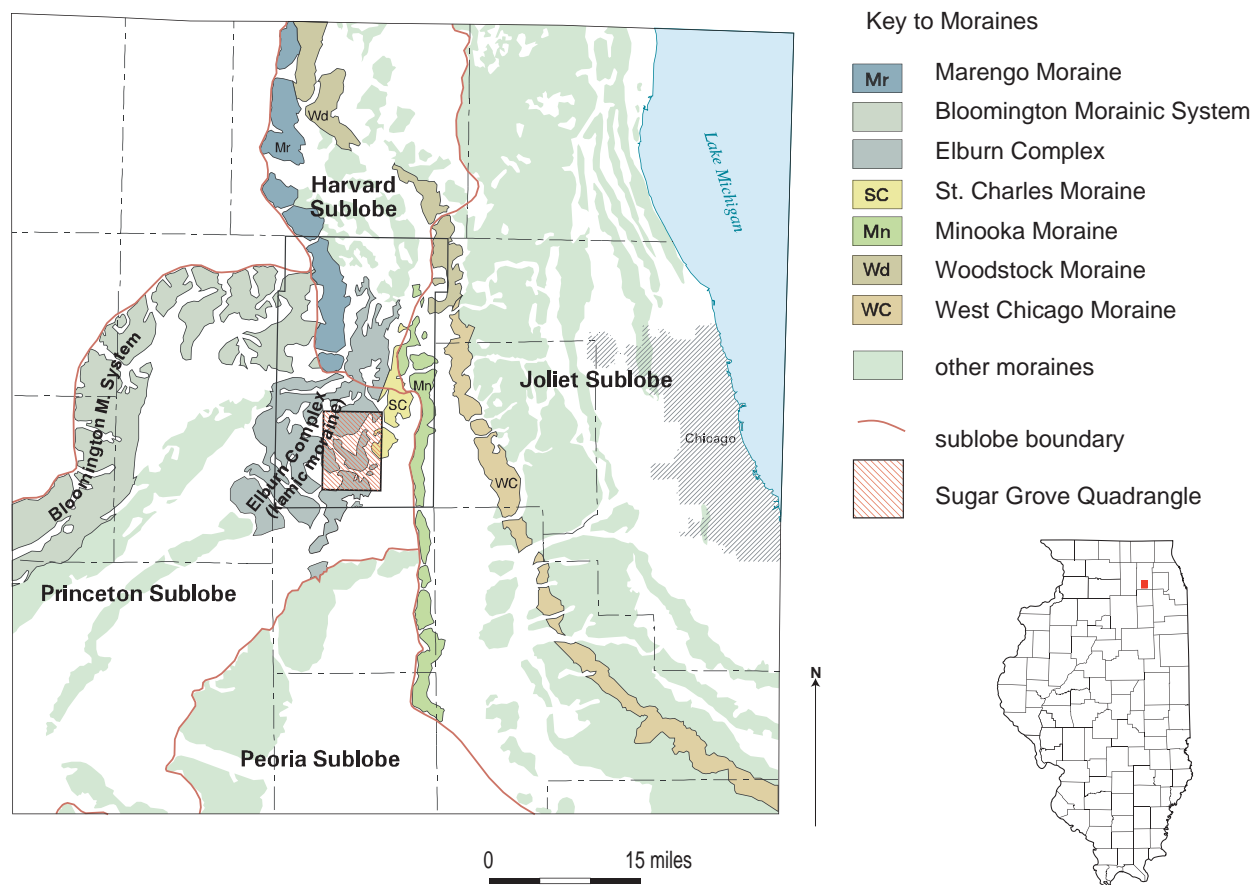 Key to Moraines
Mr
Marengo Moraine
Bloomington Morainic System
Elburn Complex
SC
St. Charles Moraine
Mn
Minooka Moraine
Wd
Woodstock Moraine
WC
West Chicago Moraine
other moraines
sublobe boundary
Sugar Grove Quadrangle
Lake Michigan
Wd
Mr
Harvard
Sublobe
Bloomington M. System
Elburn Complex
(kamic moraine)
Mn
SC
Joliet Sublobe
Chicago
WC
Princeton Sublobe
Peoria Sublobe
N
0
15 miles